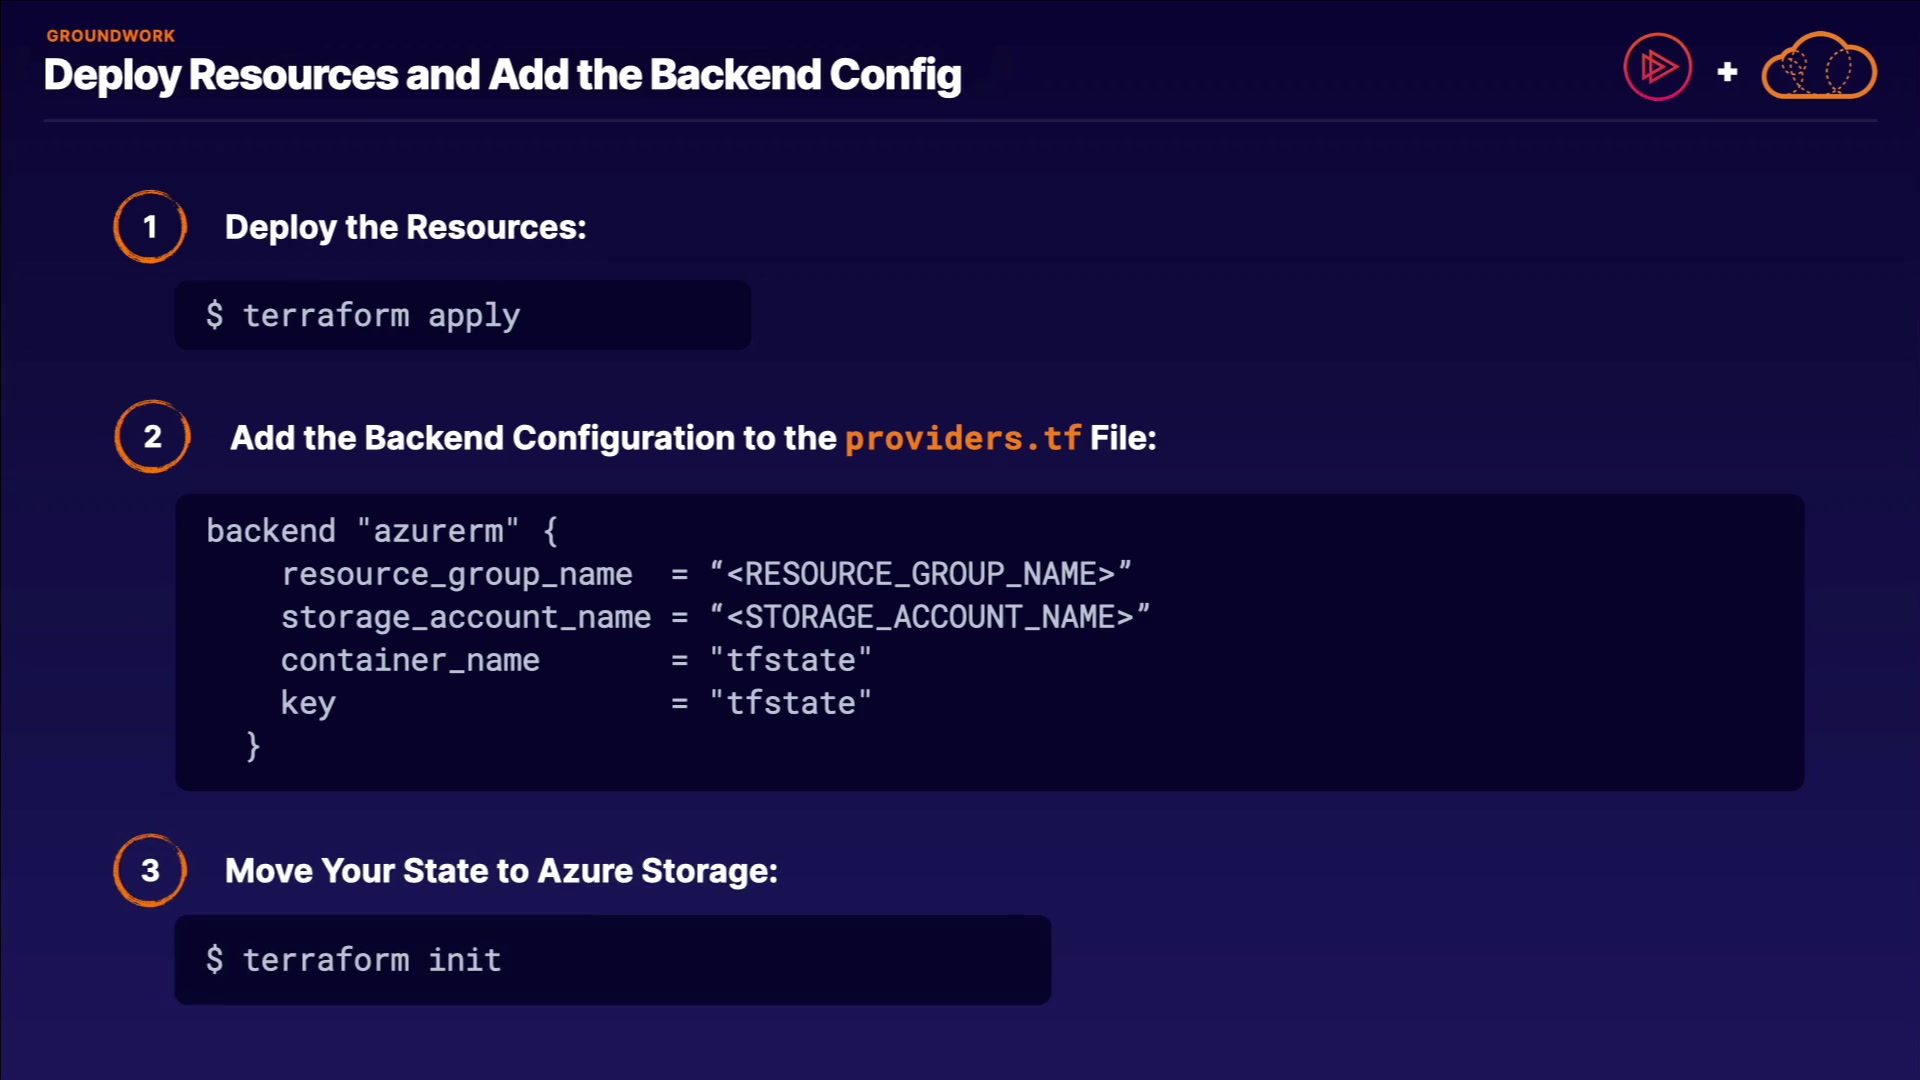 GROUNDWORK
Deploy Resources and Add the Backend Config
+
1
Deploy the Resources:
$ terraform apply
2
Add the Backend Configuration to the providers.tf File:
backend "azurerm" {
    resource_group_name  = “<RESOURCE_GROUP_NAME>”
    storage_account_name = “<STORAGE_ACCOUNT_NAME>”
    container_name       = "tfstate"
    key                  = "tfstate"
  }
3
Move Your State to Azure Storage:
$ terraform init